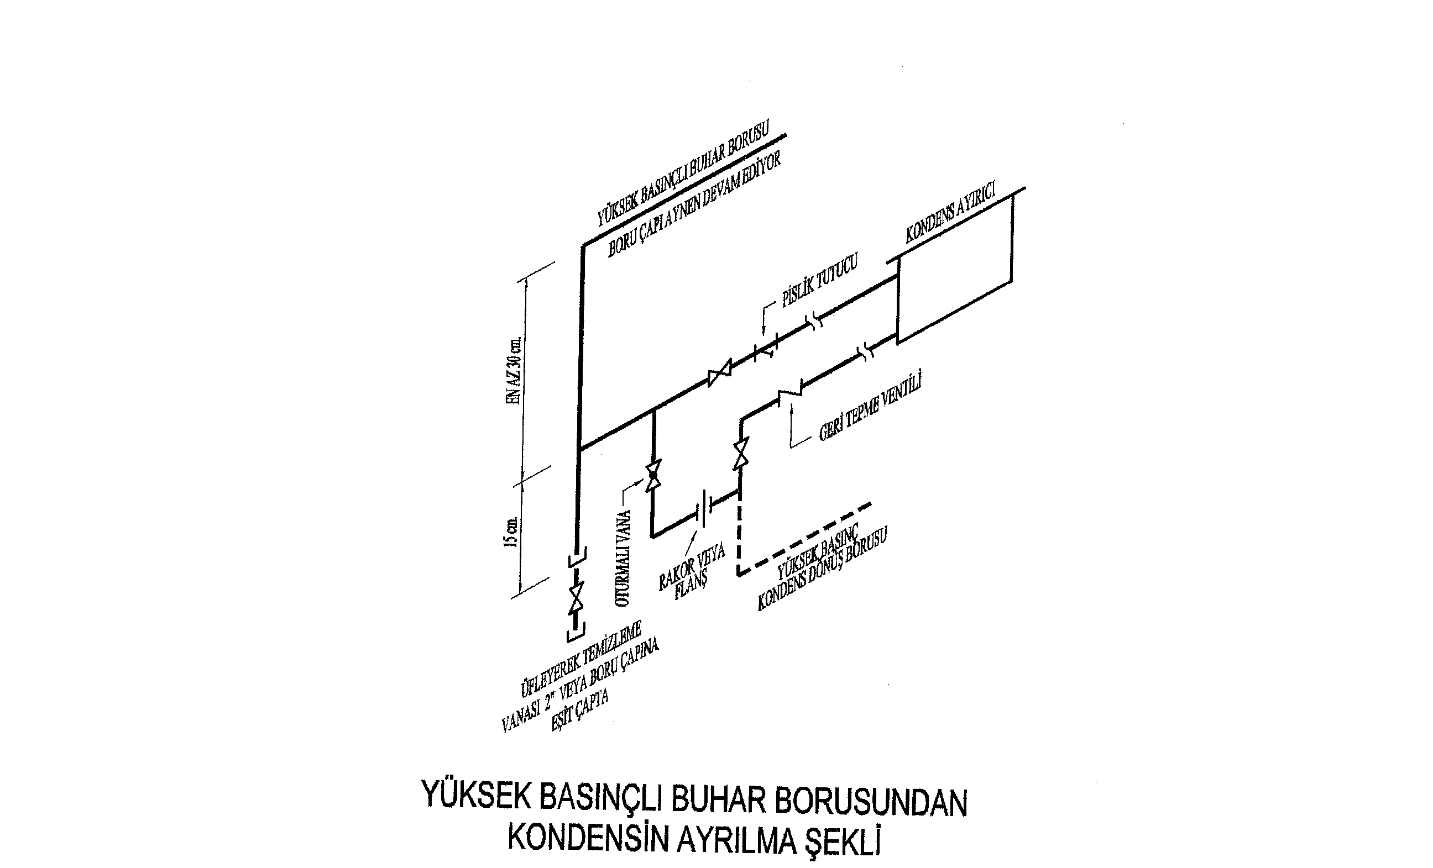 YÜKSEK BASINÇLI BUHAR BORUSU
BORU ÇAPI AYNEN DEVAM EDİYOR
KONDENS AYIRICI
PİSLİK TUTUCU
EN AZ 30 cm.
GERİ TEPME VENTİLİ
15 cm.
OTURMALI VANA
RAKOR VEYA
FLANŞ
YÜKSEK BASINÇ
KONDENS DÖNÜŞ BORUSU
ÜFLEYEREK TEMİZLEME
VANASI 2" VEYA BORU ÇAPINA
EŞİT ÇAPTA
YÜKSEK BASINÇLI BUHAR BORUSUNDAN
KONDENSİN AYRILMA ŞEKLİ